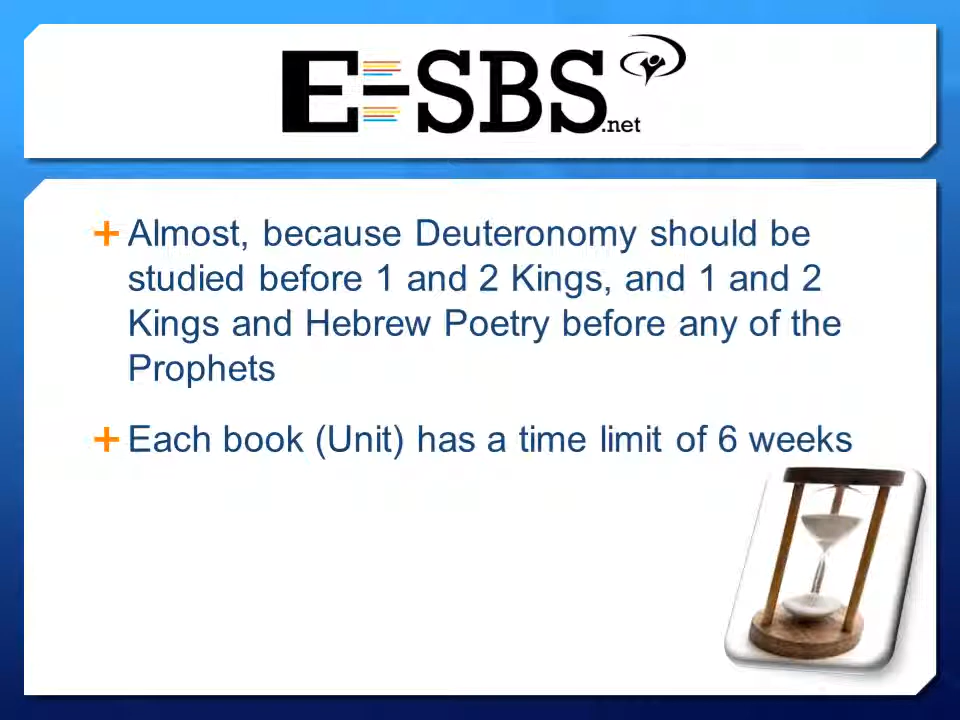 E-SBS.net
Almost, because Deuteronomy should be
studied before 1 and 2 Kings, and 1 and 2
Kings and Hebrew Poetry before any of the
Prophets
Each book (Unit) has a time limit of 6 weeks